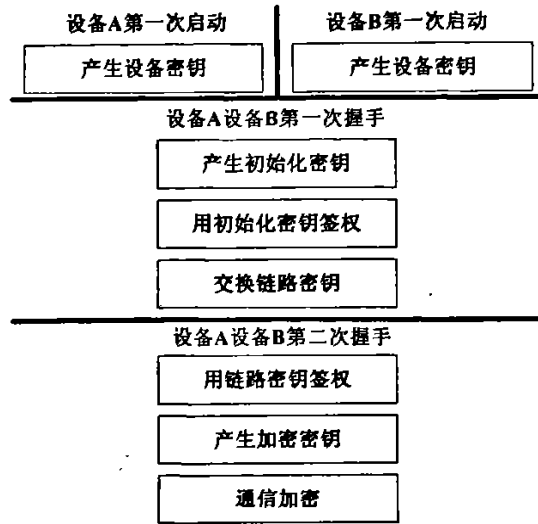 设备A第一次启动
设备B第一次启动
产生设备密钥
产生设备密钥
设备A设备B第一次握手
产生初始化密钥
用初始化密钥签权
交换链路密钥
设备A设备B第二次握手
用链路密钥签权
产生加密密钥
通信加密